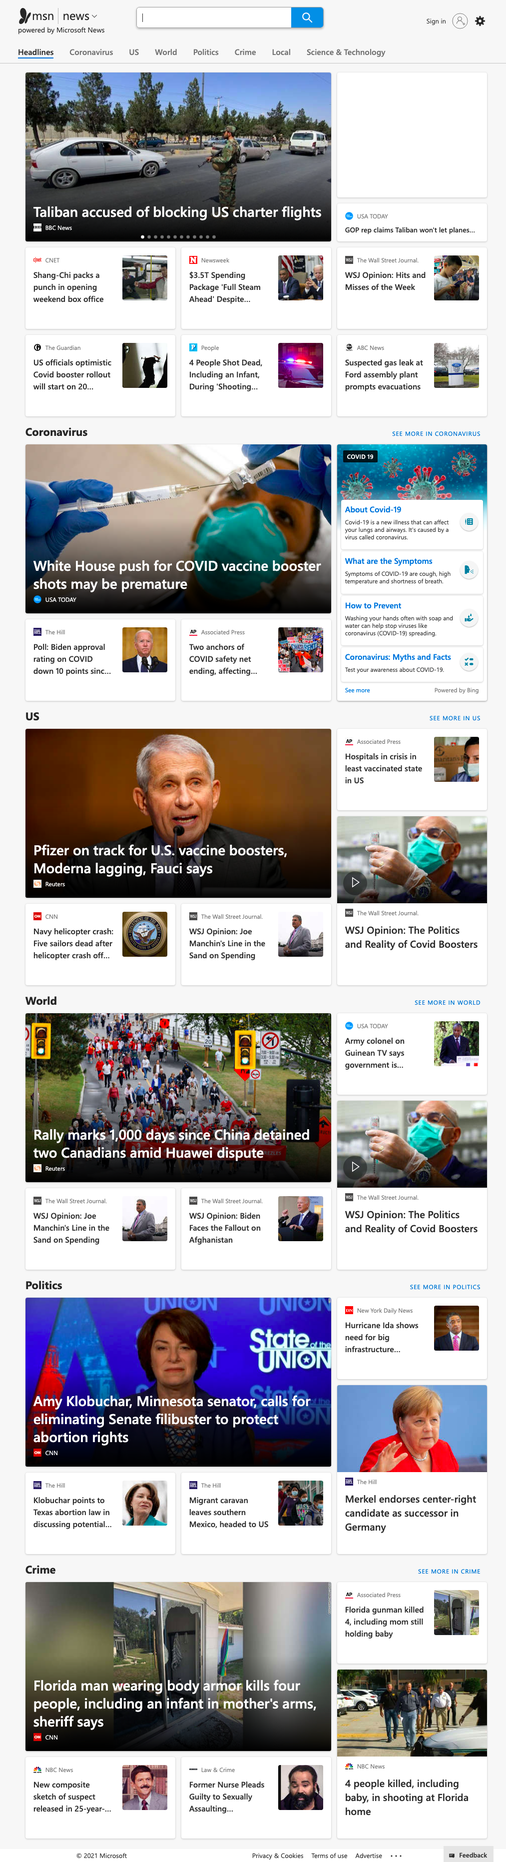 msn | news
powered by Microsoft News
Sign in
Headlines Coronavirus US World Politics Crime Local Science & Technology
Taliban accused of blocking US charter flights
BBC News
USA TODAY
GOP rep claims Taliban won't let planes...
CNET
Shang-Chi packs a
punch in opening
weekend box office
Newsweek
$3.5T Spending
Package 'Full Steam
Ahead' Despite...
The Wall Street Journal.
WSJ Opinion: Hits and
Misses of the Week
The Guardian
US officials optimistic
Covid booster rollout
will start on 20...
People
4 People Shot Dead,
Including an Infant,
During 'Shooting...
ABC News
Suspected gas leak at
Ford assembly plant
prompts evacuations
Coronavirus
SEE MORE IN CORONAVIRUS
White House push for COVID vaccine booster
shots may be premature
USA TODAY
COVID 19
About Covid-19
Covid-19 is a new illness that can affect
your lungs and airways. It's caused by a
virus called coronavirus.
What are the Symptoms
Symptoms of COVID-19 are cough, high
temperature and shortness of breath.
How to Prevent
Washing your hands often with soap and
water can help stop viruses like
coronavirus (COVID-19) spreading.
Coronavirus: Myths and Facts
Test your awareness about COVID-19.
See more
Powered by Bing
The Hill
Poll: Biden approval
rating on COVID
down 10 points sinc...
Associated Press
Two anchors of
COVID safety net
ending, affecting...
US
SEE MORE IN US
Pfizer on track for U.S. vaccine boosters,
Moderna lagging, Fauci says
Reuters
Associated Press
Hospitals in crisis in
least vaccinated state
in US
The Wall Street Journal.
WSJ Opinion: The Politics
and Reality of Covid Boosters
CNN
Navy helicopter crash:
Five sailors dead after
helicopter crash off...
The Wall Street Journal.
WSJ Opinion: Joe
Manchin's Line in the
Sand on Spending
World
SEE MORE IN WORLD
Rally marks 1,000 days since China detained
two Canadians amid Huawei dispute
Reuters
USA TODAY
Army colonel on
Guinean TV says
government is...
The Wall Street Journal.
WSJ Opinion: The Politics
and Reality of Covid Boosters
The Wall Street Journal.
WSJ Opinion: Joe
Manchin's Line in the
Sand on Spending
The Wall Street Journal.
WSJ Opinion: Biden
Faces the Fallout on
Afghanistan
Politics
SEE MORE IN POLITICS
State of the
UNION
Amy Klobuchar, Minnesota senator, calls for
eliminating Senate filibuster to protect
abortion rights
CNN
New York Daily News
Hurricane Ida shows
need for big
infrastructure...
The Hill
Merkel endorses center-right
candidate as successor in
Germany
The Hill
Klobuchar points to
Texas abortion law in
discussing potential...
The Hill
Migrant caravan
leaves southern
Mexico, headed to US
Crime
SEE MORE IN CRIME
Florida man wearing body armor kills four
people, including an infant in mother's arms,
sheriff says
CNN
Associated Press
Florida gunman killed
4, including mom still
holding baby
NBC News
4 people killed, including
baby, in shooting at Florida
home
NBC News
New composite
sketch of suspect
released in 25-year-...
Law & Crime
Former Nurse Pleads
Guilty to Sexually
Assaulting...
© 2021 Microsoft
Privacy & Cookies Terms of use Advertise ...
Feedback